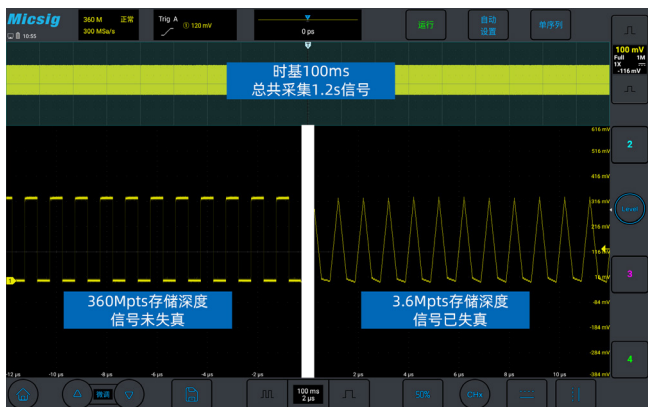 Micsig
10:55
360 M 正常
300 MSa/s
Trig A
① 120 mV
0 ps
运行
自动
设置
单序列
100 mV
Full 1M
1X
-116 mV
时基100ms
总共采集1.2s信号
616 mV
516 mV
416 mV
316 mV
216 mV
116 mV
16 mV
-84 mV
-184 mV
-284 mV
-384 mV
2
Level
3
4
1
360Mpts存储深度
信号未失真
3.6Mpts存储深度
信号已失真
-12 μs
-10 μs
-8 μs
-6 μs
-4 μs
-2 μs
2 μs
4 μs
6 μs
8 μs
10 μs
微调
100 ms
2 μs
50%
CHx